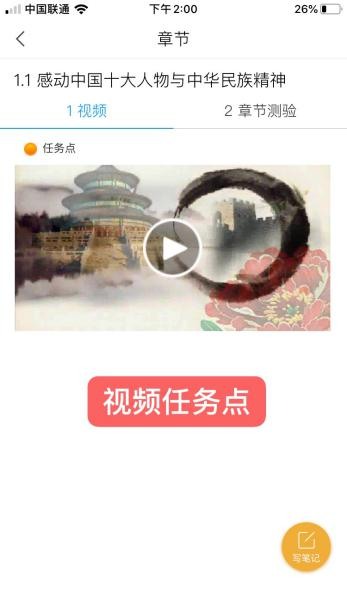 中国联通 下午2:00 26%
章节
1.1 感动中国十大人物与中华民族精神
1 视频 2 章节测验
任务点
视频任务点
写笔记